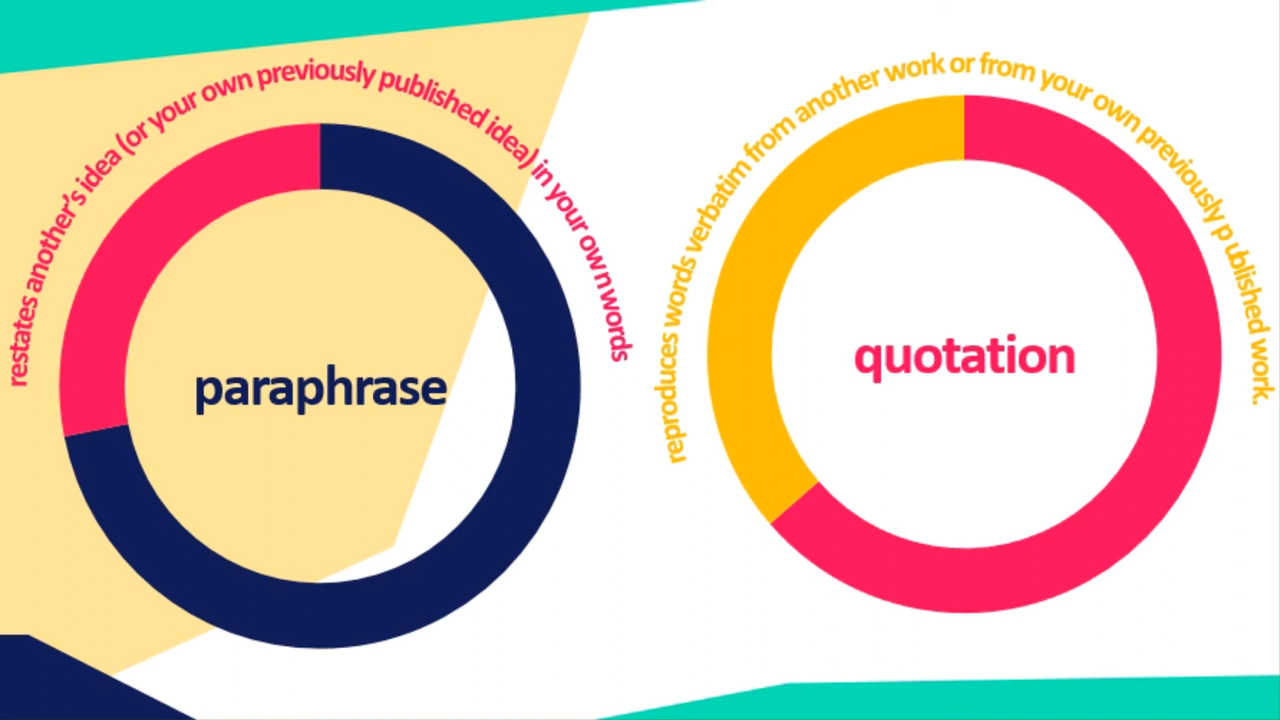 restates another's idea (or your own previously published idea) in your own words
paraphrase
reproduces words verbatim from another work or from your own previously p ublished work.
quotation